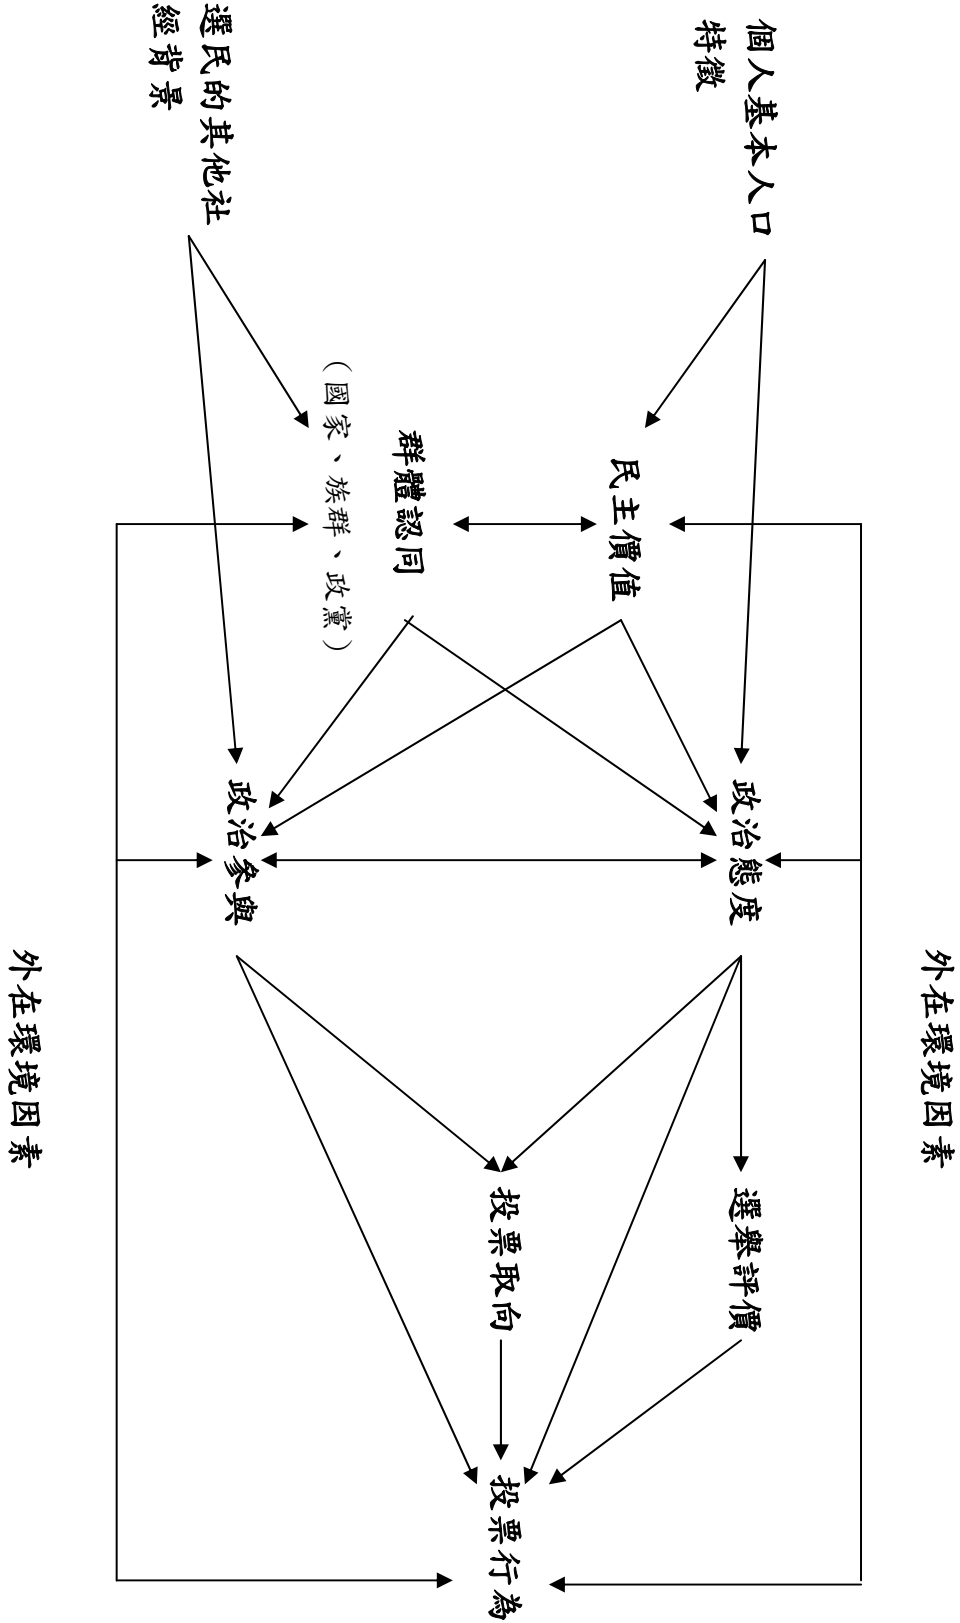 外在環境因素
個人基本人口
特徵
民主價值
政治態度
選舉評價
群體認同
（國家、族群、政黨）
投票取向
投票行為
選民的其他社
經背景
政治參與
外在環境因素